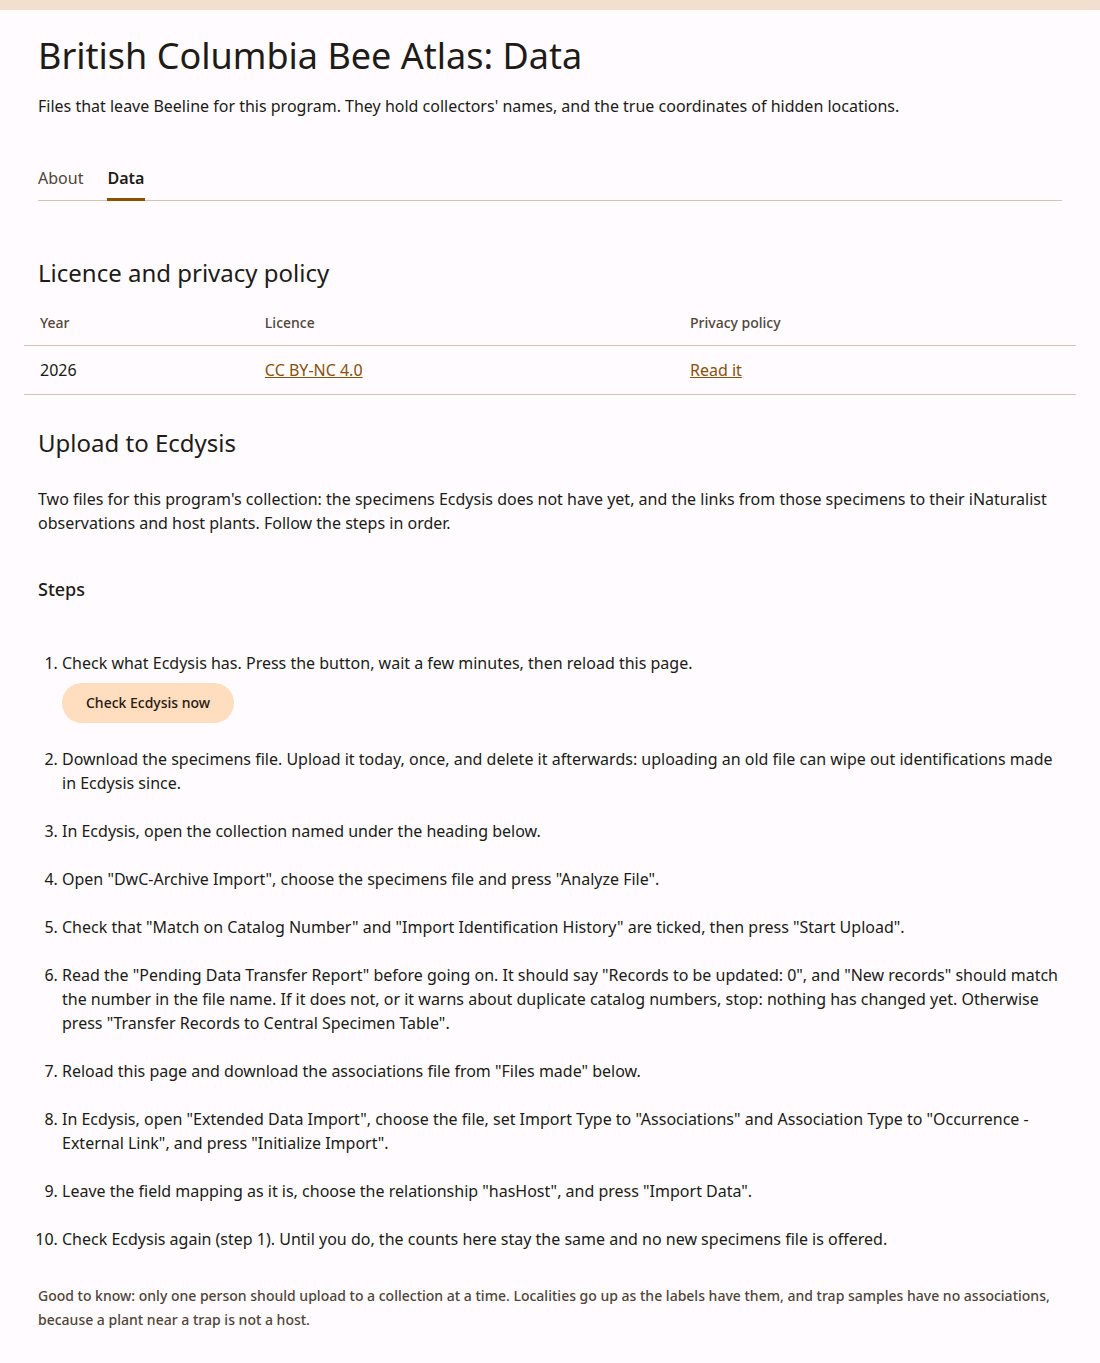 British Columbia Bee Atlas: Data
Files that leave Beeline for this program. They hold collectors' names, and the true coordinates of hidden locations.
About Data
Licence and privacy policy
Year Licence Privacy policy
2026 CC BY-NC 4.0 Read it
Upload to Ecdysis
Two files for this program's collection: the specimens Ecdysis does not have yet, and the links from those specimens to their iNaturalist
observations and host plants. Follow the steps in order.
Steps
1. Check what Ecdysis has. Press the button, wait a few minutes, then reload this page.
Check Ecdysis now
2. Download the specimens file. Upload it today, once, and delete it afterwards: uploading an old file can wipe out identifications made
in Ecdysis since.
3. In Ecdysis, open the collection named under the heading below.
4. Open "DwC-Archive Import", choose the specimens file and press "Analyze File".
5. Check that "Match on Catalog Number" and "Import Identification History" are ticked, then press "Start Upload".
6. Read the "Pending Data Transfer Report" before going on. It should say "Records to be updated: 0", and "New records" should match
the number in the file name. If it does not, or it warns about duplicate catalog numbers, stop: nothing has changed yet. Otherwise
press "Transfer Records to Central Specimen Table".
7. Reload this page and download the associations file from "Files made" below.
8. In Ecdysis, open "Extended Data Import", choose the file, set Import Type to "Associations" and Association Type to "Occurrence -
External Link", and press "Initialize Import".
9. Leave the field mapping as it is, choose the relationship "hasHost", and press "Import Data".
10. Check Ecdysis again (step 1). Until you do, the counts here stay the same and no new specimens file is offered.
Good to know: only one person should upload to a collection at a time. Localities go up as the labels have them, and trap samples have no associations,
because a plant near a trap is not a host.